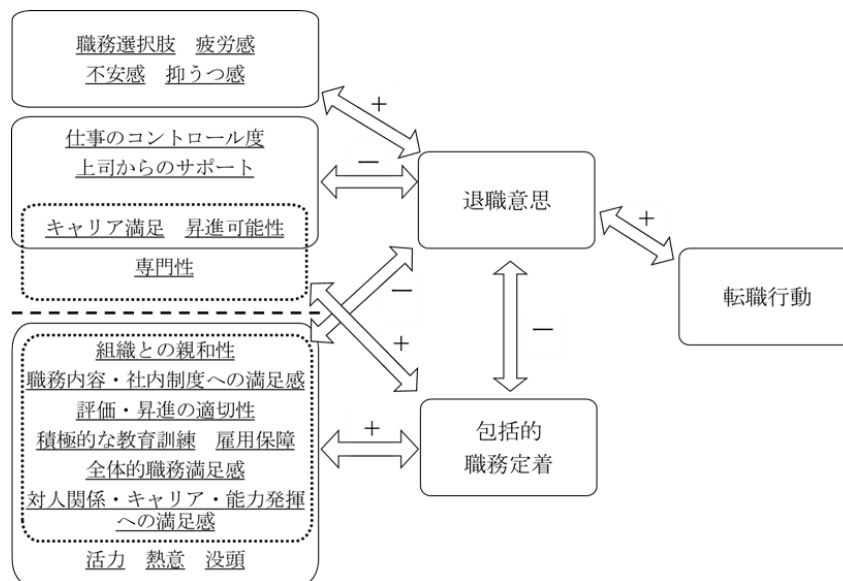 職務選択肢　疲労感
不安感　抑うつ感
＋
仕事のコントロール度
上司からのサポート
－
退職意思
キャリア満足　昇進可能性
専門性
＋
転職行動
－
＋
－
組織との親和性
職務内容・社内制度への満足感
評価・昇進の適切性
積極的な教育訓練　雇用保障
全体的職務満足感
対人関係・キャリア・能力発揮
への満足感
活力　熱意　没頭
＋
包括的
職務定着